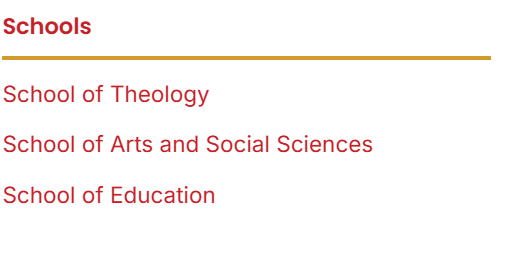 Schools
School of Theology
School of Arts and Social Sciences
School of Education